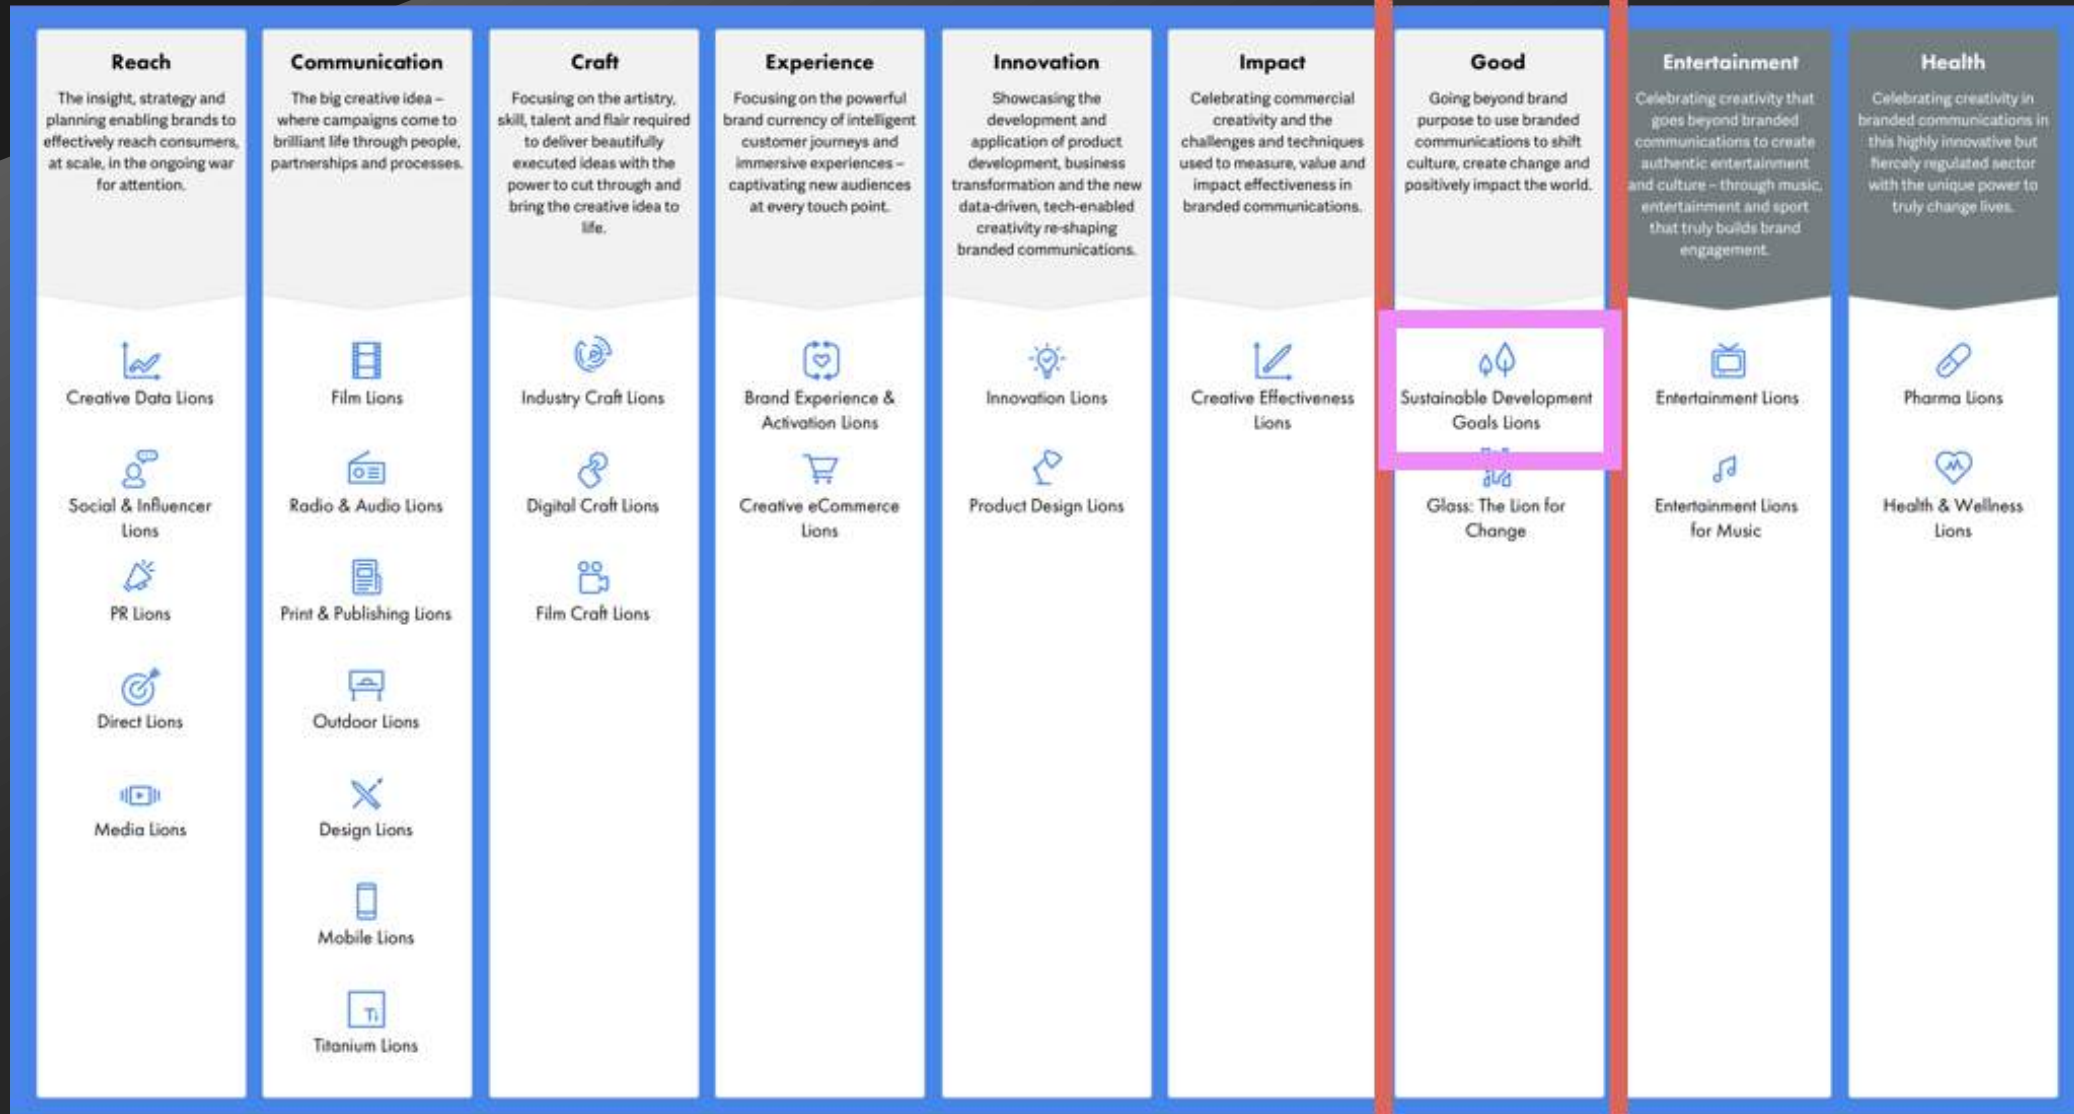 Reach
The insight, strategy and
planning enabling brands to
effectively reach consumers,
at scale, in the ongoing war
for attention.
Creative Data Lions
Social & Influencer
Lions
PR Lions
Direct Lions
Media Lions
Communication
The big creative idea –
where campaigns come to
brilliant life through people,
partnerships and processes.
Film Lions
Radio & Audio Lions
Print & Publishing Lions
Outdoor Lions
Design Lions
Mobile Lions
Ti
Titanium Lions
Craft
Focusing on the artistry,
skill, talent and flair required
to deliver beautifully
executed ideas with the
power to cut through and
bring the creative idea to
life.
Industry Craft Lions
Digital Craft Lions
Film Craft Lions
Experience
Focusing on the powerful
brand currency of intelligent
customer journeys and
immersive experiences –
captivating new audiences
at every touch point.
Brand Experience &
Activation Lions
Creative eCommerce
Lions
Innovation
Showcasing the
development and
application of product
development, business
transformation and the new
data-driven, tech-enabled
creativity re-shaping
branded communications.
Innovation Lions
Product Design Lions
Impact
Celebrating commercial
creativity and the
challenges and techniques
used to measure, value and
impact effectiveness in
branded communications.
Creative Effectiveness
Lions
Good
Going beyond brand
purpose to use branded
communications to shift
culture, create change and
positively impact the world.
Sustainable Development
Goals Lions
Glass: The Lion for
Change
Entertainment
Celebrating creativity that
goes beyond branded
communications to create
authentic entertainment
and culture – through music,
entertainment and sport
that truly builds brand
engagement.
Entertainment Lions
Entertainment Lions
for Music
Health
Celebrating creativity in
branded communications in
this highly innovative but
fiercely regulated sector
with the unique power to
truly change lives.
Pharma Lions
Health & Wellness
Lions